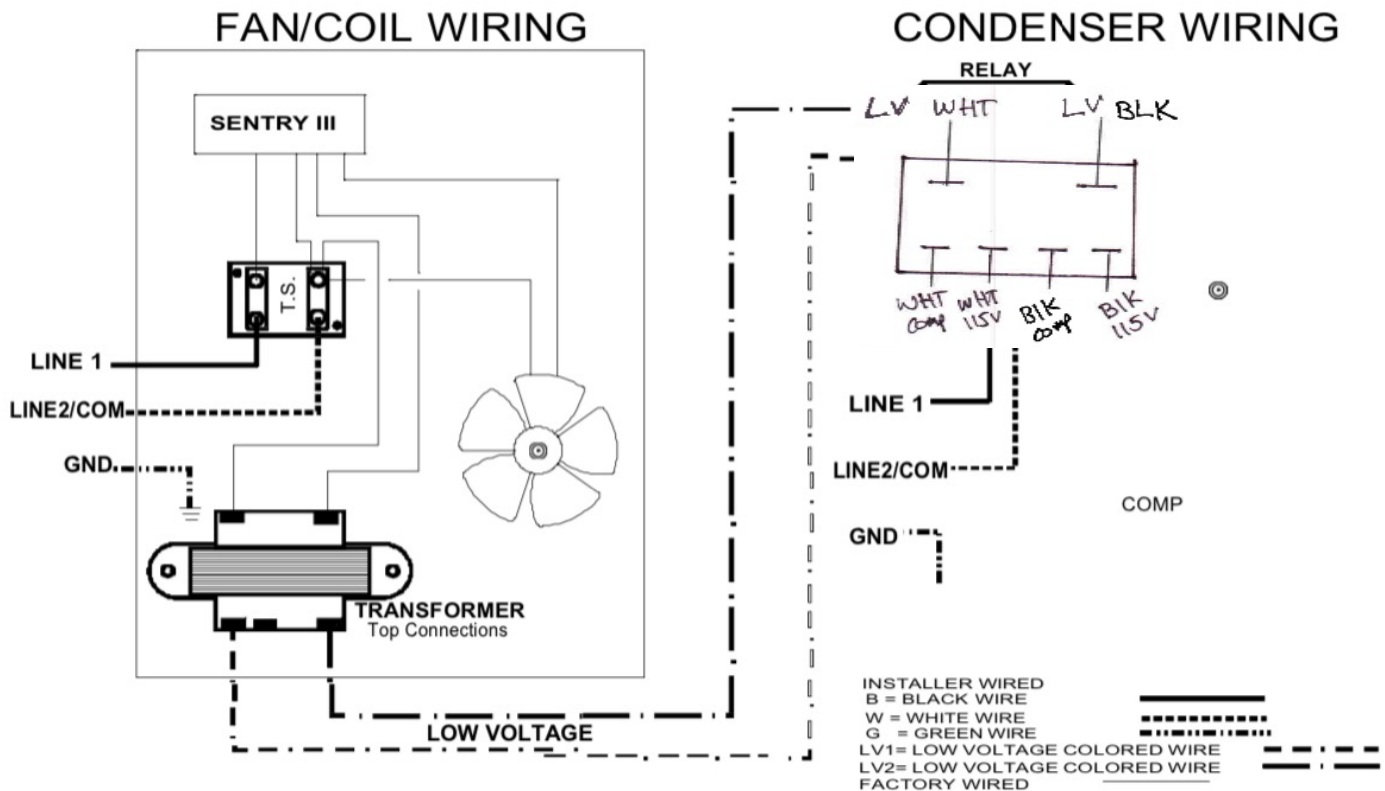 FAN/COIL WIRING
CONDENSER WIRING
RELAY
LV WHT LV BLK
SENTRY III
T.S.
WHT comp
WHT 115V
BlK comp
BlK 115V
LINE 1
LINE2/COM
GND
LINE 1
LINE2/COM
GND
COMP
TRANSFORMER
Top Connections
LOW VOLTAGE
INSTALLER WIRED
B = BLACK WIRE
W = WHITE WIRE
G = GREEN WIRE
LV1= LOW VOLTAGE COLORED WIRE
LV2= LOW VOLTAGE COLORED WIRE
FACTORY WIRED